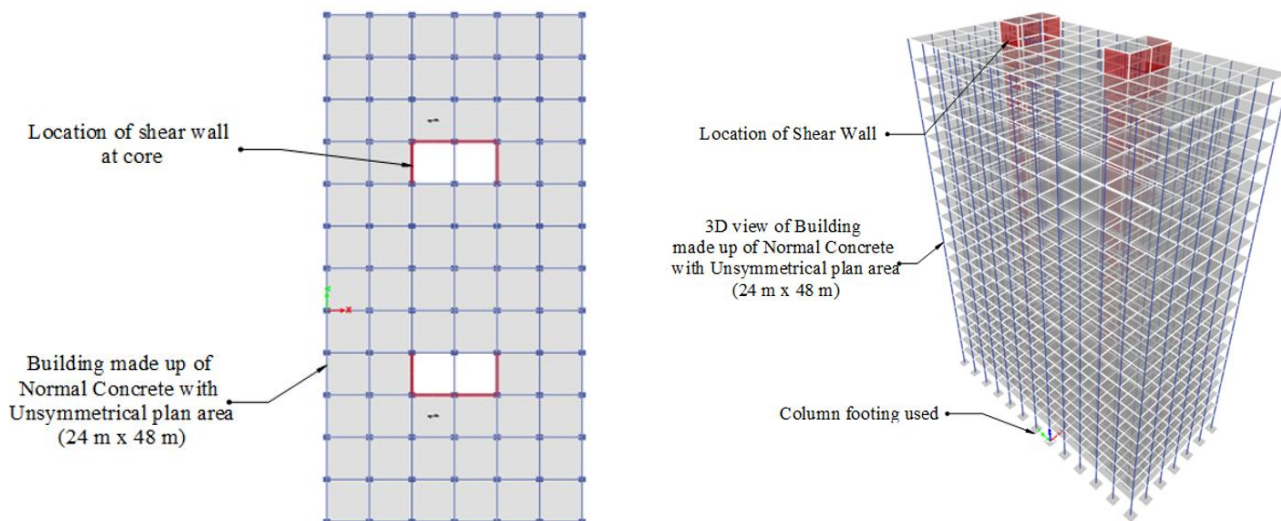 Location of shear wall
at core
Building made up of
Normal Concrete with
Unsymmetrical plan area
(24 m x 48 m)
Location of Shear Wall
3D view of Building
made up of Normal Concrete
with Unsymmetrical plan area
(24 m x 48 m)
Column footing used
X